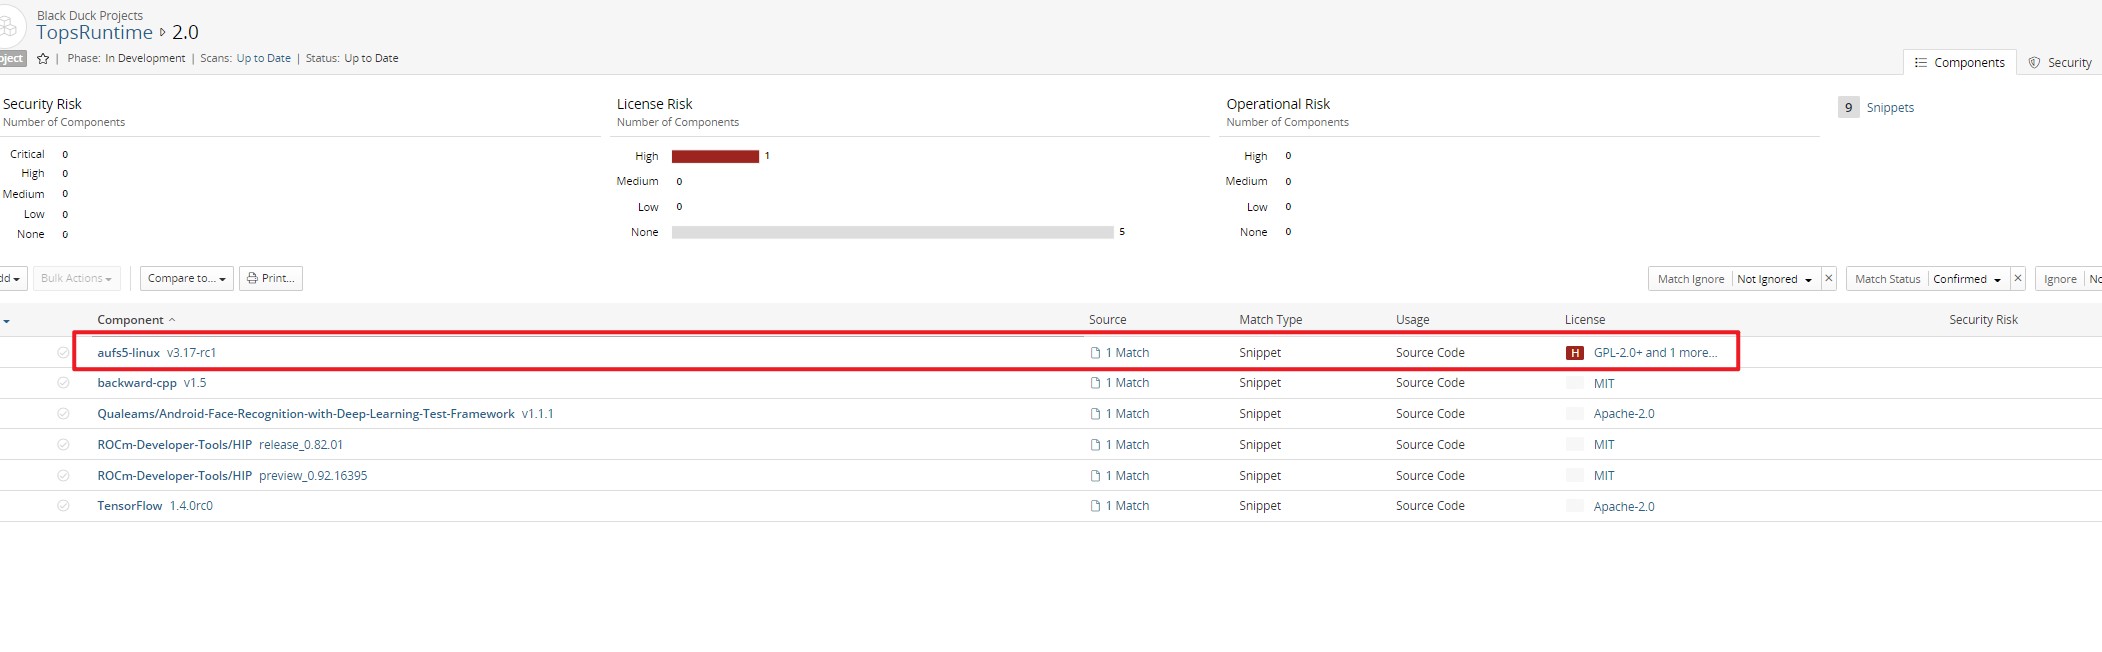 Black Duck Projects
TopsRuntime 2.0
Phase: In Development | Scans: Up to Date | Status: Up to Date
Components Security
Security Risk
Number of Components
Critical 0
High 0
Medium 0
Low 0
None 0
License Risk
Number of Components
High 1
Medium 0
Low 0
None 5
Operational Risk
Number of Components
High 0
Medium 0
Low 0
None 0
9 Snippets
Bulk Actions Compare to... Print...
Match Ignore Not Ignored × Match Status Confirmed × Ignore
Component Source Match Type Usage License Security Risk
aufs5-linux v3.17-rc1 1 Match Snippet Source Code H GPL-2.0+ and 1 more...
backward-cpp v1.5 1 Match Snippet Source Code MIT
Qualeams/Android-Face-Recognition-with-Deep-Learning-Test-Framework v1.1.1 1 Match Snippet Source Code Apache-2.0
ROCm-Developer-Tools/HIP release_0.82.01 1 Match Snippet Source Code MIT
ROCm-Developer-Tools/HIP preview_0.92.16395 1 Match Snippet Source Code MIT
TensorFlow 1.4.0rc0 1 Match Snippet Source Code Apache-2.0